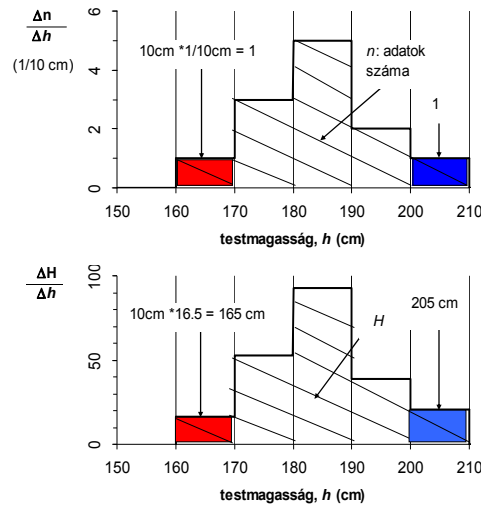 Δn
Δh
(1/10 cm)
6
4
2
0
10cm *1/10cm = 1
n: adatok
száma
1
150 160 170 180 190 200 210
testmagasság, h (cm)
ΔH
Δh
100
50
0
10cm *16.5 = 165 cm
H
205 cm
150 160 170 180 190 200 210
testmagasság, h (cm)